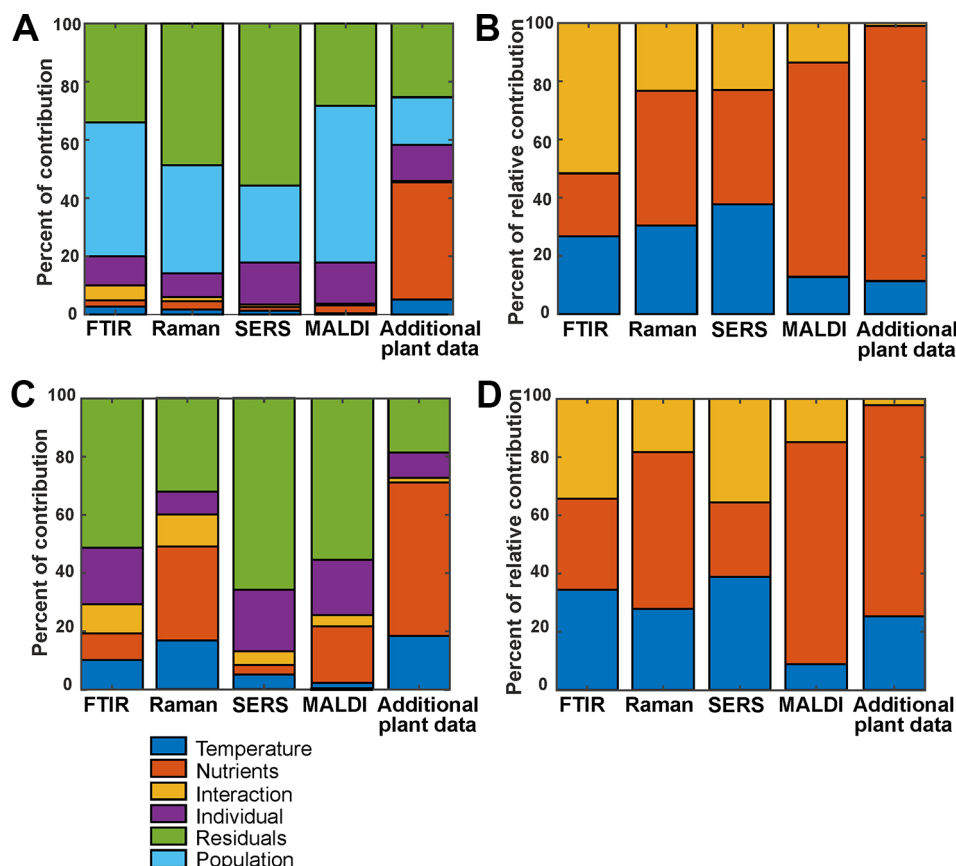 A
Percent of contribution
100
80
60
40
20
0
FTIR Raman SERS MALDI Additional
plant data
B
Percent of relative contribution
100
80
60
40
20
0
FTIR Raman SERS MALDI Additional
plant data
C
Percent of contribution
100
80
60
40
20
0
FTIR Raman SERS MALDI Additional
plant data
D
Percent of relative contribution
100
80
60
40
20
0
FTIR Raman SERS MALDI Additional
plant data
Temperature
Nutrients
Interaction
Individual
Residuals
Population